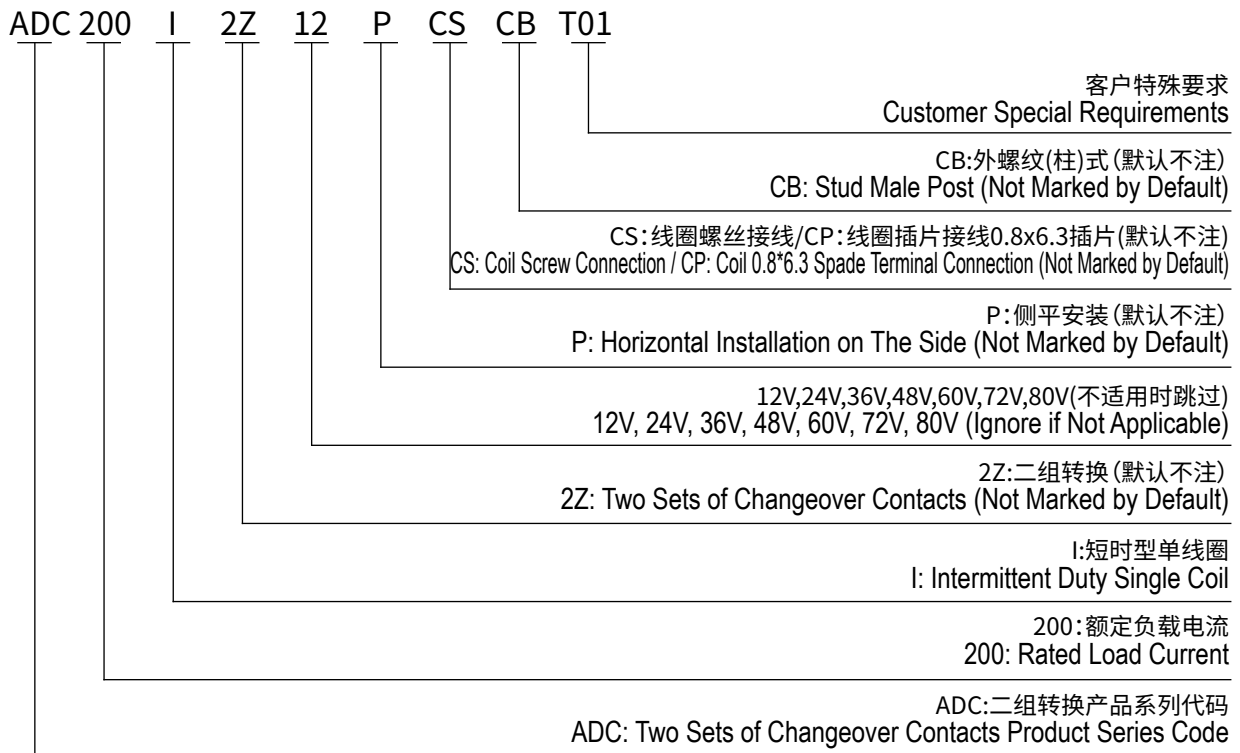 ADC 200 I 2Z 12 P CS CB T01
客户特殊要求
Customer Special Requirements
CB:外螺纹(柱)式(默认不注)
CB: Stud Male Post (Not Marked by Default)
CS:线圈螺丝接线/CP:线圈插片接线0.8x6.3插片(默认不注)
CS: Coil Screw Connection / CP: Coil 0.8*6.3 Spade Terminal Connection (Not Marked by Default)
P:侧平安装(默认不注)
P: Horizontal Installation on The Side (Not Marked by Default)
12V,24V,36V,48V,60V,72V,80V(不适用时跳过)
12V, 24V, 36V, 48V, 60V, 72V, 80V (Ignore if Not Applicable)
2Z:二组转换(默认不注)
2Z: Two Sets of Changeover Contacts (Not Marked by Default)
I:短时型单线圈
I: Intermittent Duty Single Coil
200:额定负载电流
200: Rated Load Current
ADC:二组转换产品系列代码
ADC: Two Sets of Changeover Contacts Product Series Code